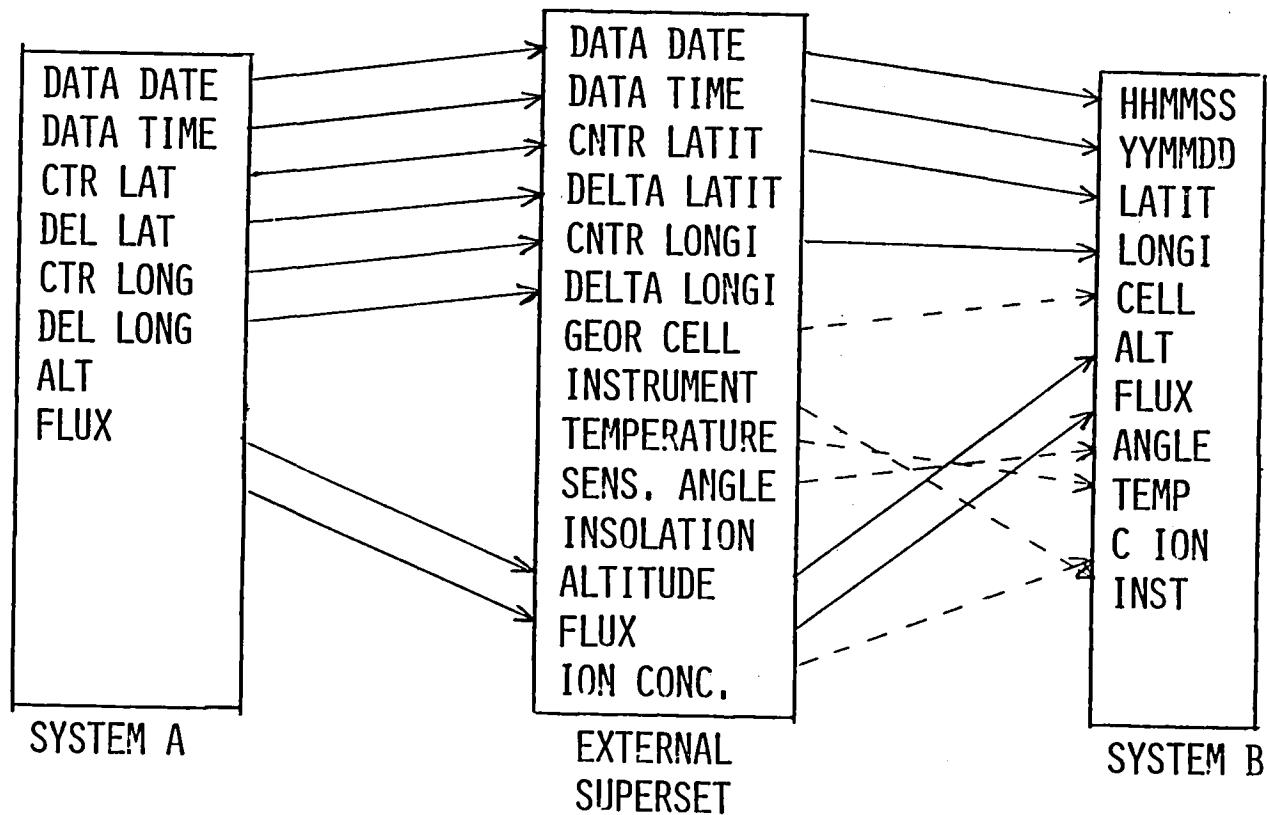 DATA DATE
DATA TIME
CTR LAT
DEL LAT
CTR LONG
DEL LONG
ALT
FLUX
SYSTEM A
DATA DATE
DATA TIME
CNTR LATIT
DELTA LATIT
CNTR LONGI
DELTA LONGI
GEOR CELL
INSTRUMENT
TEMPERATURE
SENS. ANGLE
INSOLATION
ALTITUDE
FLUX
ION CONC.
EXTERNAL
SUPERSET
HHMMSS
YYMMDD
LATIT
LONGI
CELL
ALT
FLUX
ANGLE
TEMP
C ION
INST
SYSTEM B